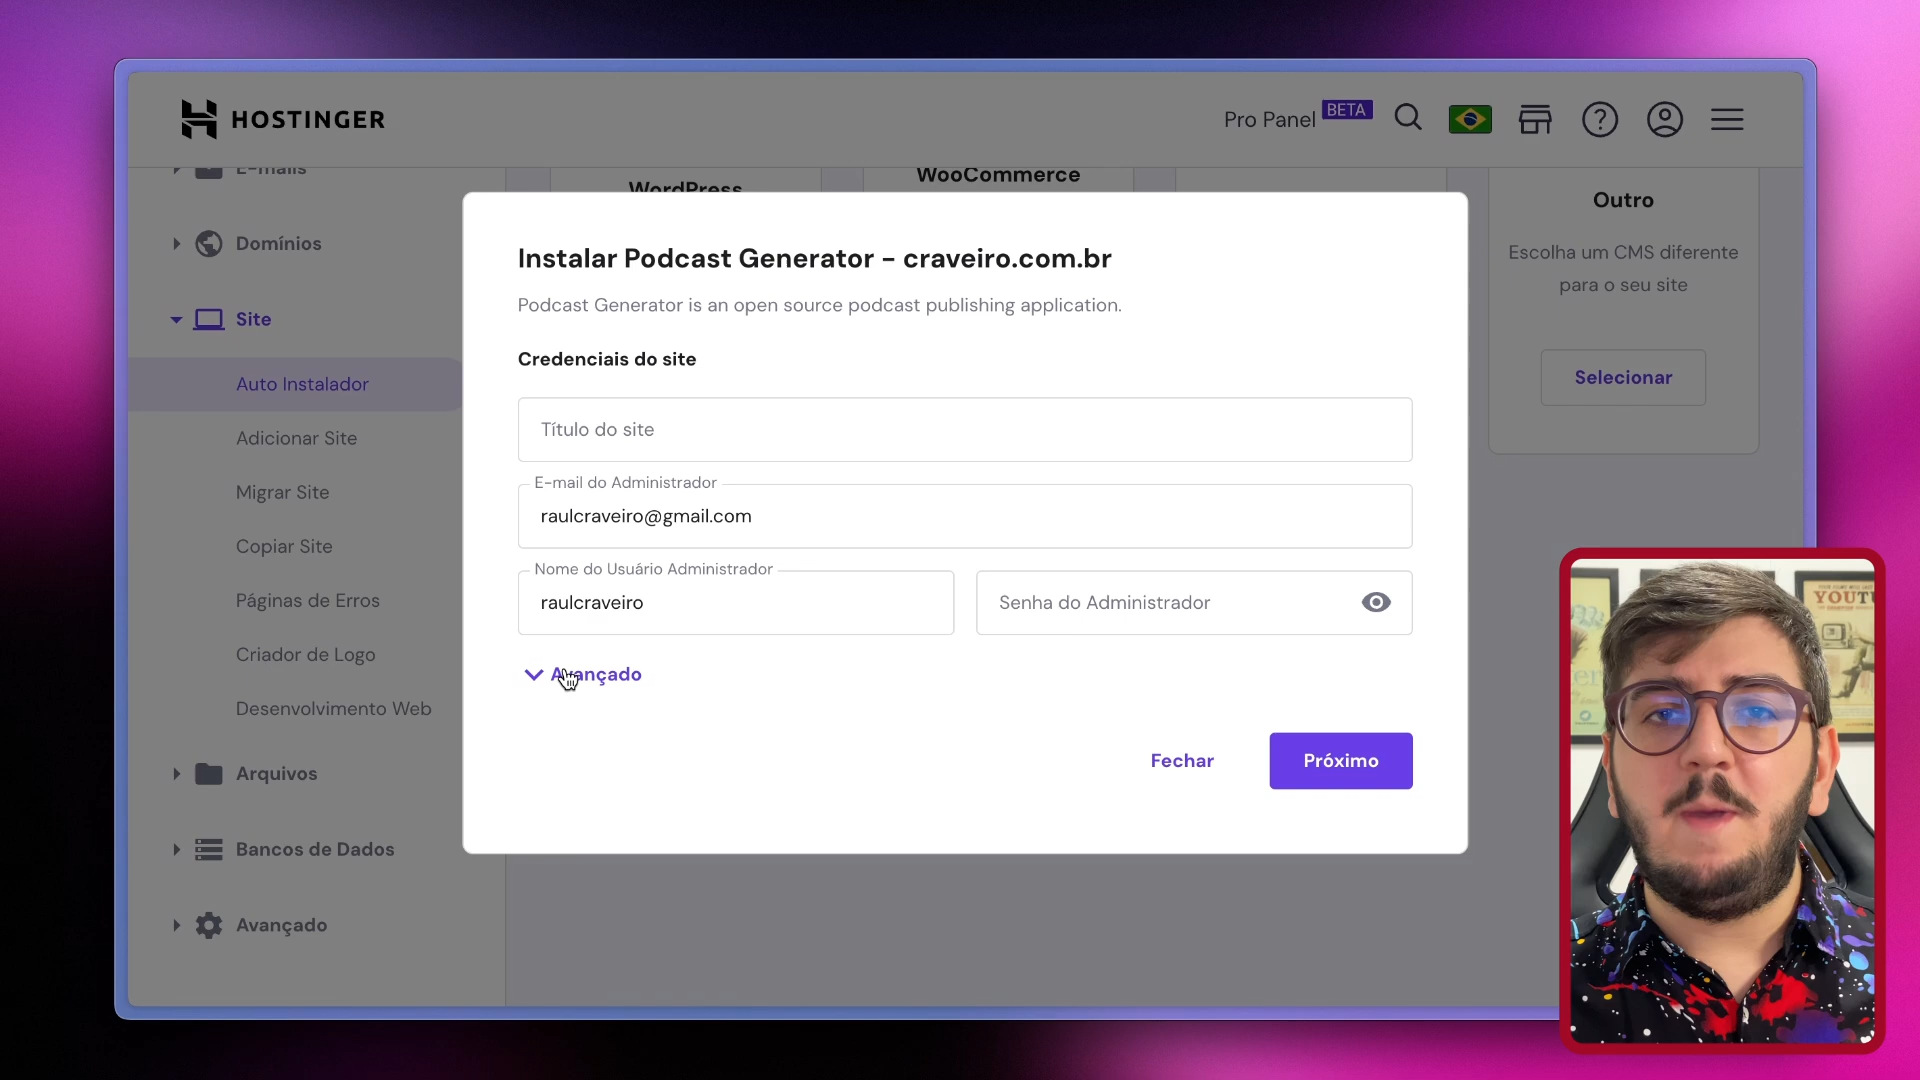 HOSTINGER
Pro Panel BETA
E-mails
Domínios
Site
Auto Instalador
Adicionar Site
Migrar Site
Copiar Site
Páginas de Erros
Criador de Logo
Desenvolvimento Web
Arquivos
Bancos de Dados
Avançado
WordPress
WooCommerce
Outro
Escolha um CMS diferente
para o seu site
Selecionar
Instalar Podcast Generator - craveiro.com.br
Podcast Generator is an open source podcast publishing application.
Credenciais do site
Título do site
E-mail do Administrador
raulcraveiro@gmail.com
Nome do Usuário Administrador
raulcraveiro
Senha do Administrador
Avançado
Fechar
Próximo